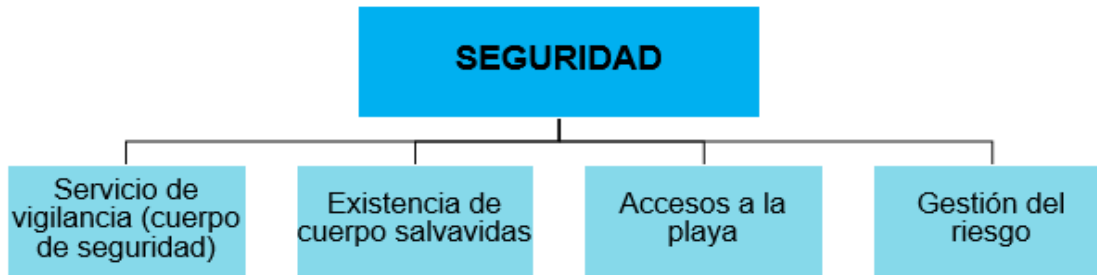 SEGURIDAD
Servicio de
vigilancia (cuerpo
de seguridad)
Existencia de
cuerpo salvavidas
Accesos a la
playa
Gestión del
riesgo